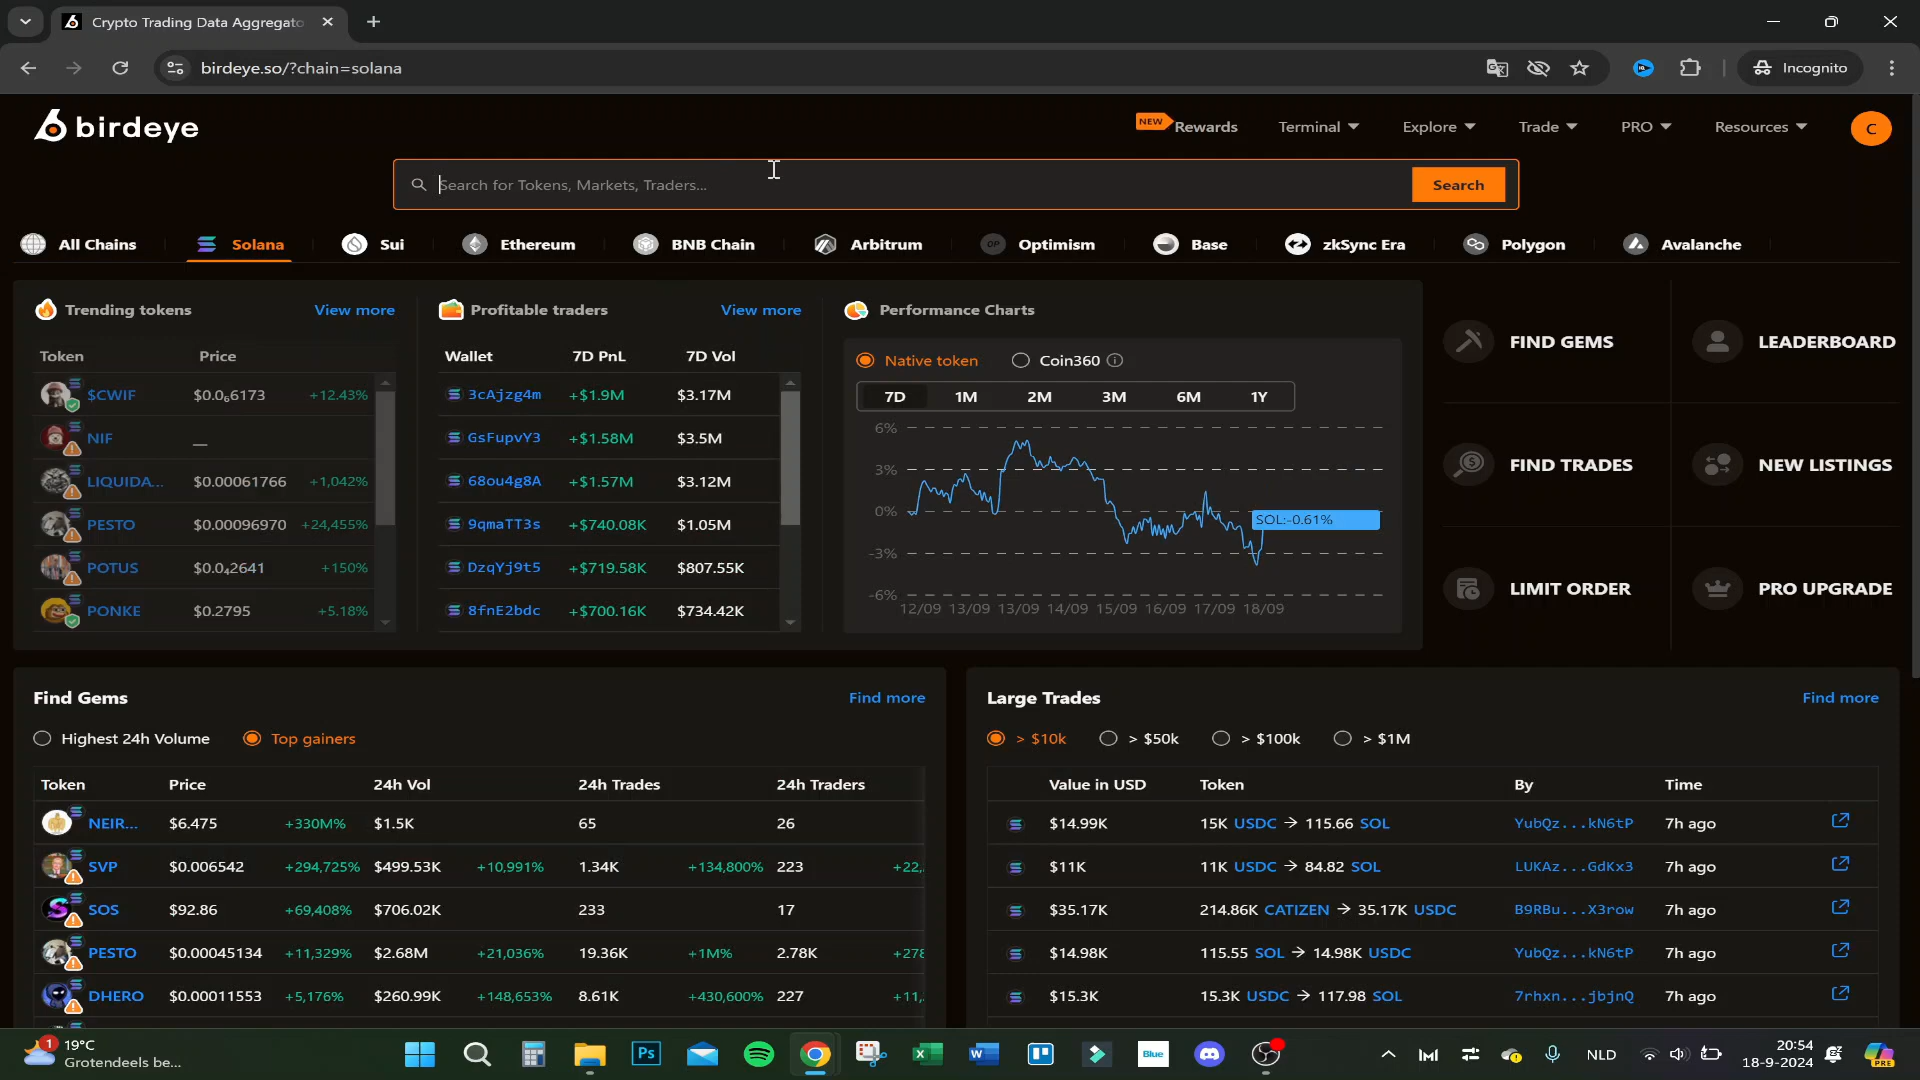 Crypto Trading Data Aggregato
birdeye.so/?chain=solana
Incognito
birdeye
NEW
Rewards
Terminal
Explore
Trade
PRO
Resources
C
Search for Tokens, Markets, Traders...
Search
All Chains
Solana
Sui
Ethereum
BNB Chain
OP
Arbitrum
Optimism
Base
zkSync Era
Polygon
Avalanche
Trending tokens
View more
Token Price
$CWIF $0.0₆6173 +12.43%
NIF —
LIQUIDA... $0.00061766 +1,042%
PESTO $0.00096970 +24,455%
POTUS $0.0₄2641 +150%
PONKE $0.2795 +5.18%
Profitable traders
View more
Wallet 7D PnL 7D Vol
3cAjzg4m +$1.9M $3.17M
GsFupvY3 +$1.58M $3.5M
68ou4g8A +$1.57M $3.12M
9qmaTT3s +$740.08K $1.05M
DzqYj9t5 +$719.58K $807.55K
8fnE2bdc +$700.16K $734.42K
Performance Charts
Native token
Coin360
7D 1M 2M 3M 6M 1Y
6%
3%
0%
-3%
-6%
SOL:-0.61%
12/09 13/09 13/09 14/09 15/09 16/09 17/09 18/09
FIND GEMS
LEADERBOARD
FIND TRADES
NEW LISTINGS
LIMIT ORDER
PRO UPGRADE
Find Gems
Find more
Highest 24h Volume
Top gainers
Token Price 24h Vol 24h Trades 24h Traders
NEIR... $6.475 +330M% $1.5K 65 26
SVP $0.006542 +294,725% $499.53K +10,991% 1.34K +134,800% 223 +22,
SOS $92.86 +69,408% $706.02K 233 17
PESTO $0.00045134 +11,329% $2.68M +21,036% 19.36K +1M% 2.78K +278
DHERO $0.00011553 +5,176% $260.99K +148,653% 8.61K +430,600% 227 +11,
Large Trades
Find more
> $10k
> $50k
> $100k
> $1M
Value in USD Token By Time
$14.99K 15K USDC → 115.66 SOL YubQz...kN6tP 7h ago
$11K 11K USDC → 84.82 SOL LUKAz...GdKx3 7h ago
$35.17K 214.86K CATIZEN → 35.17K USDC B9RBu...X3row 7h ago
$14.98K 115.55 SOL → 14.98K USDC YubQz...kN6tP 7h ago
$15.3K 15.3K USDC → 117.98 SOL 7rhxn...jbjnQ 7h ago
1
19°C
Grotendeels be...
Ps
Blue
NLD
20:54
18-9-2024
PRE